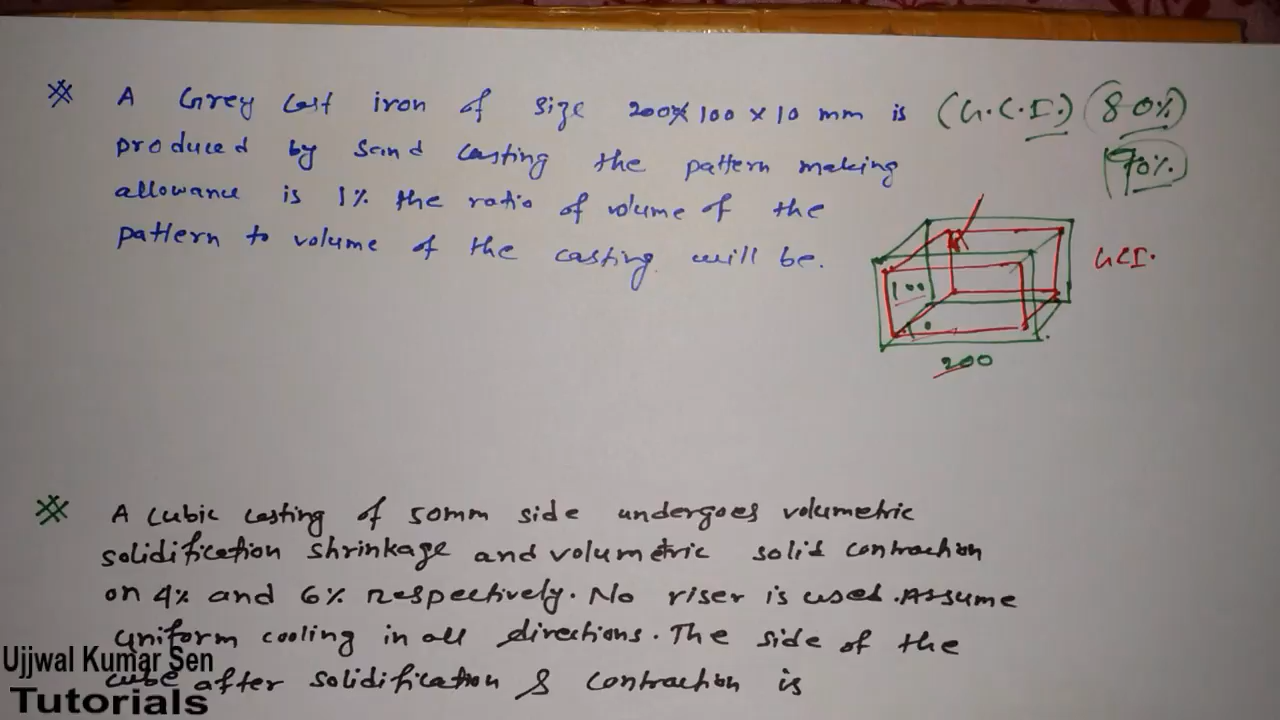 A Grey Cast iron of size 200 x 100 x 10 mm is (G.C.I.) 80%
produced by sand casting the pattern making 90%
allowance is 1% the ratio of volume of the
pattern to volume of the casting will be.
100 GCI.
10
200
A cubic casting of 50mm side undergoes volumetric
solidification shrinkage and volumetric solid contraction
on 4% and 6% respectively. No riser is used. Assume
uniform cooling in all directions. The side of the
cube after solidification & contraction is
Ujjwal Kumar Sen
Tutorials